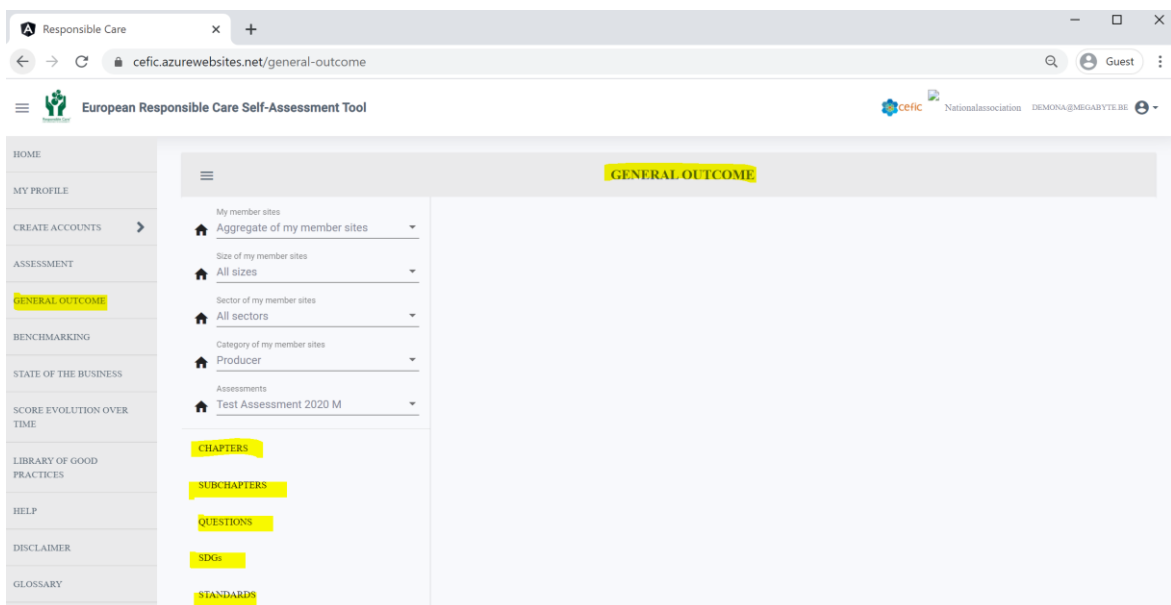 Responsible Care
cefic.azurewebsites.net/general-outcome
Guest
European Responsible Care Self-Assessment Tool
cefic
Nationalassociation
DEMONA@MEGABYTE.BE
HOME
MY PROFILE
CREATE ACCOUNTS
ASSESSMENT
GENERAL OUTCOME
BENCHMARKING
STATE OF THE BUSINESS
SCORE EVOLUTION OVER
TIME
LIBRARY OF GOOD
PRACTICES
HELP
DISCLAIMER
GLOSSARY
GENERAL OUTCOME
My member sites
Aggregate of my member sites
Size of my member sites
All sizes
Sector of my member sites
All sectors
Category of my member sites
Producer
Assessments
Test Assessment 2020 M
CHAPTERS
SUBCHAPTERS
QUESTIONS
SDGs
STANDARDS